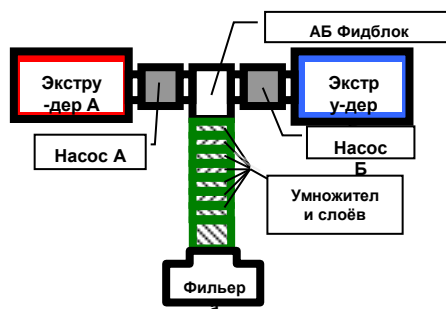 АБ Фидблок
Экстру
-дер А
Экстр
у-дер
Насос А
Насос
Б
Умножител
и слоёв
Фильер